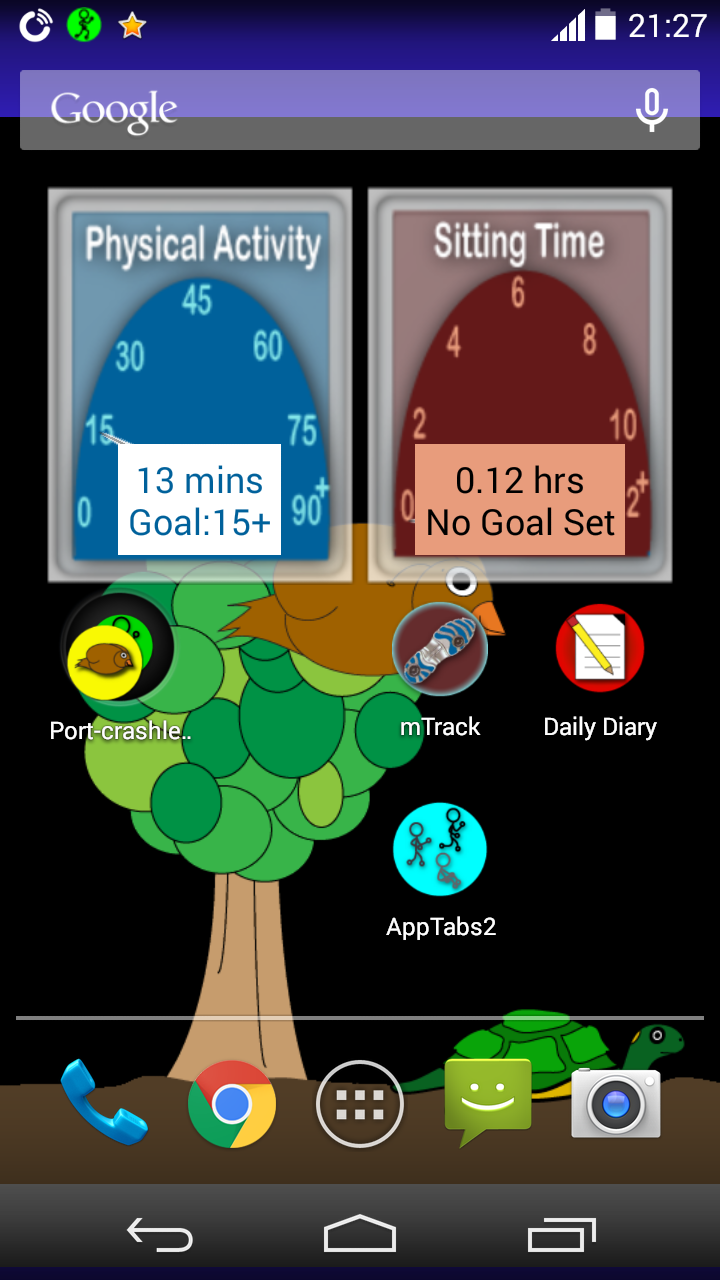 21:27
Google
Physical Activity
45
30
60
15
75
0
90+
13 mins
Goal:15+
Sitting Time
6
4
8
2
10
0
2+
0.12 hrs
No Goal Set
Port-crashle..
mTrack
Daily Diary
AppTabs2